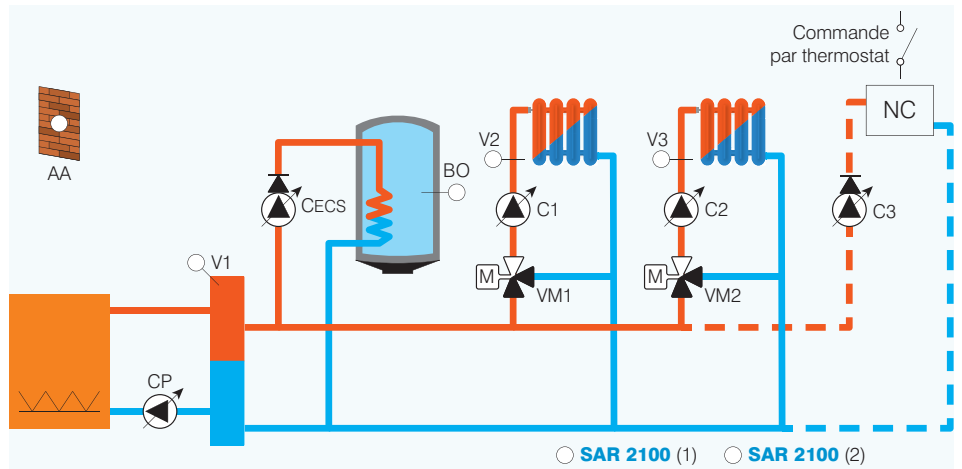 Commande
par thermostat
NC
AA
CECS
BO
V2
C1
V3
C2
C3
V1
M
VM1
M
VM2
CP
SAR 2100 (1)
SAR 2100 (2)